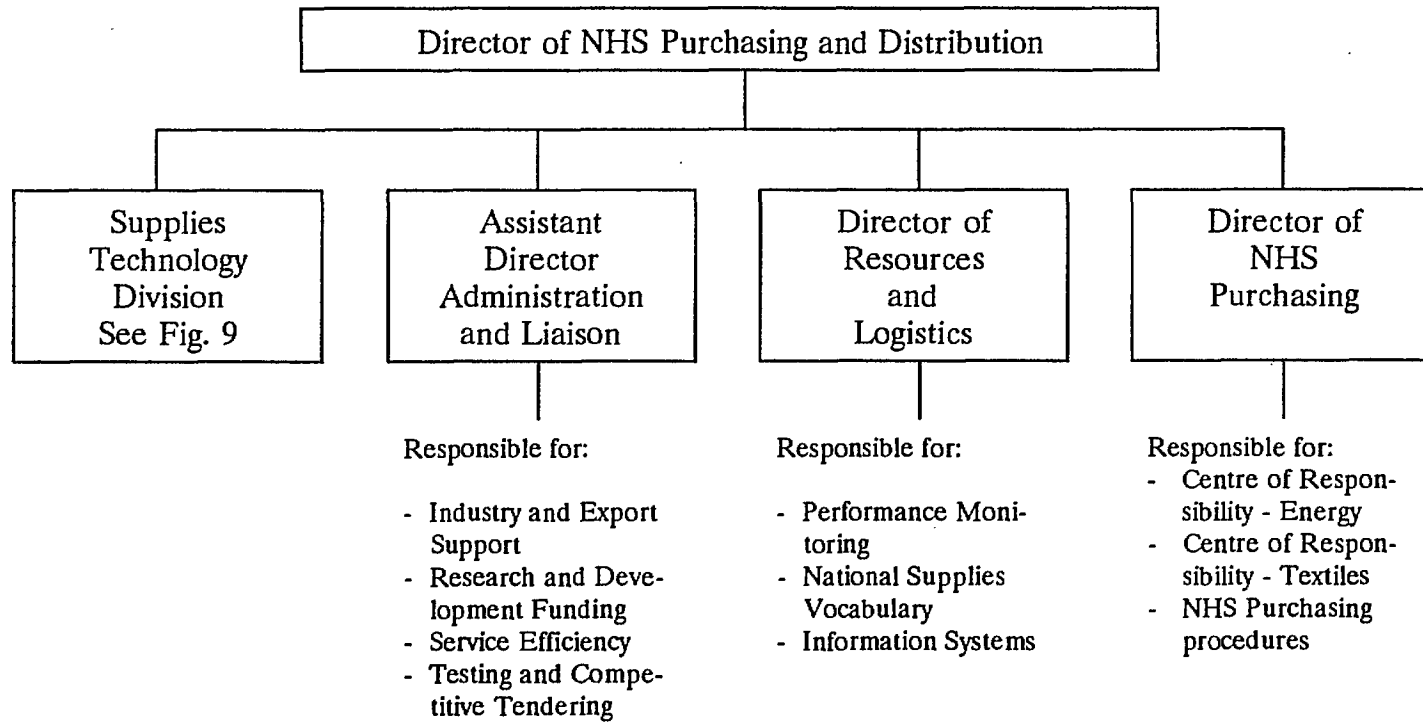 Director of NHS Purchasing and Distribution
Supplies
Technology
Division
See Fig. 9
Assistant
Director
Administration
and Liaison
Director of
Resources
and
Logistics
Director of
NHS
Purchasing
Responsible for:
- Industry and Export
Support
- Research and Deve-
lopment Funding
- Service Efficiency
- Testing and Compe-
titive Tendering
Responsible for:
- Performance Moni-
toring
- National Supplies
Vocabulary
- Information Systems
Responsible for:
- Centre of Respon-
sibility - Energy
- Centre of Respon-
sibility - Textiles
- NHS Purchasing
procedures